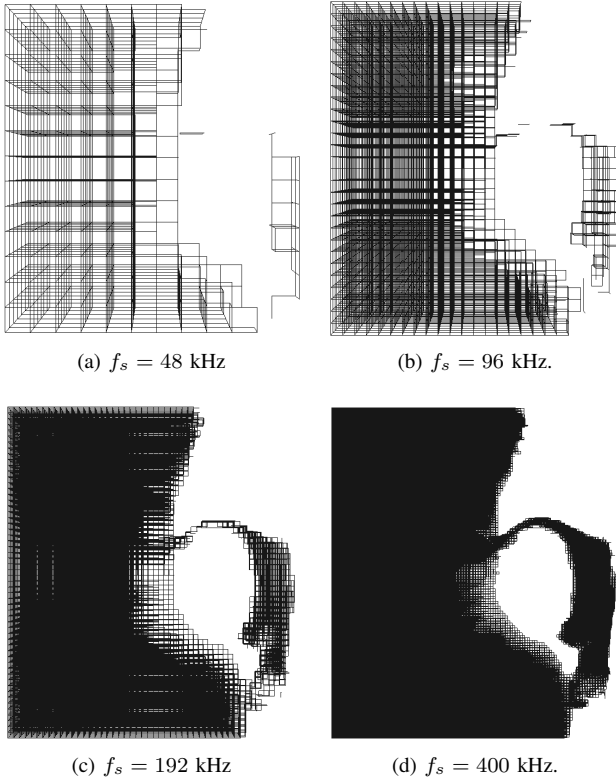 (a) f_s = 48 kHz
(b) f_s = 96 kHz.
(c) f_s = 192 kHz
(d) f_s = 400 kHz.